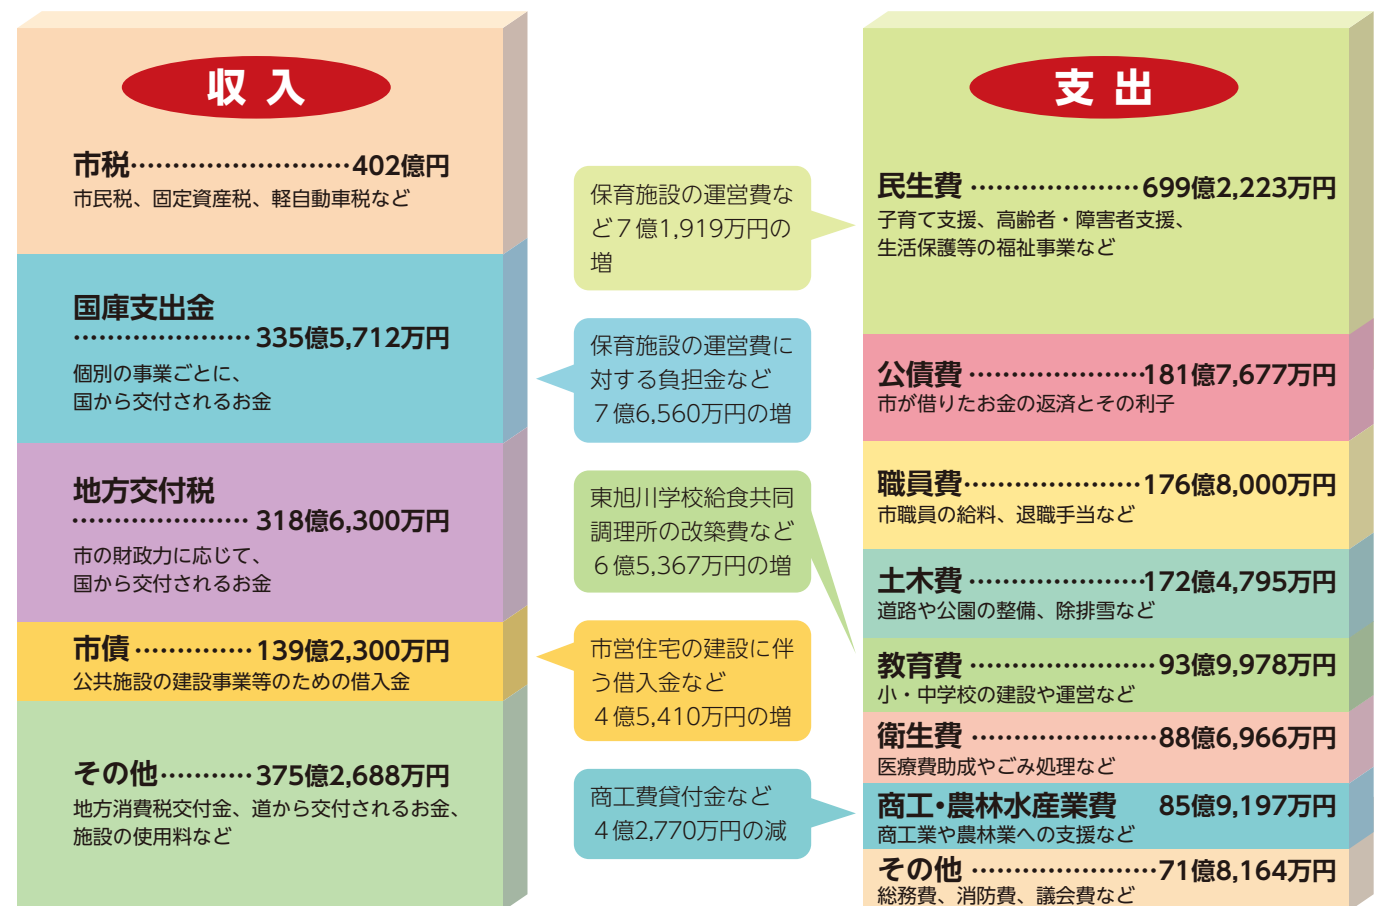 収入
市税…………………………402億円
市民税、固定資産税、軽自動車税など
国庫支出金
…………………335億5,712万円
個別の事業ごとに、
国から交付されるお金
地方交付税
…………………318億6,300万円
市の財政力に応じて、
国から交付されるお金
市債……………139億2,300万円
公共施設の建設事業等のための借入金
その他…………375億2,688万円
地方消費税交付金、道から交付されるお金、
施設の使用料など
保育施設の運営費な
ど7億1,919万円の
増
保育施設の運営費に
対する負担金など
7億6,560万円の増
東旭川学校給食共同
調理所の改築費など
6億5,367万円の増
市営住宅の建設に伴
う借入金など
4億5,410万円の増
商工費貸付金など
4億2,770万円の減
支出
民生費…………………699億2,223万円
子育て支援、高齢者・障害者支援、
生活保護等の福祉事業など
公債費…………………181億7,677万円
市が借りたお金の返済とその利子
職員費…………………176億8,000万円
市職員の給料、退職手当など
土木費…………………172億4,795万円
道路や公園の整備、除排雪など
教育費…………………93億9,978万円
小・中学校の建設や運営など
衛生費…………………88億6,966万円
医療費助成やごみ処理など
商工・農林水産業費 85億9,197万円
商工業や農林業への支援など
その他…………………71億8,164万円
総務費、消防費、議会費など